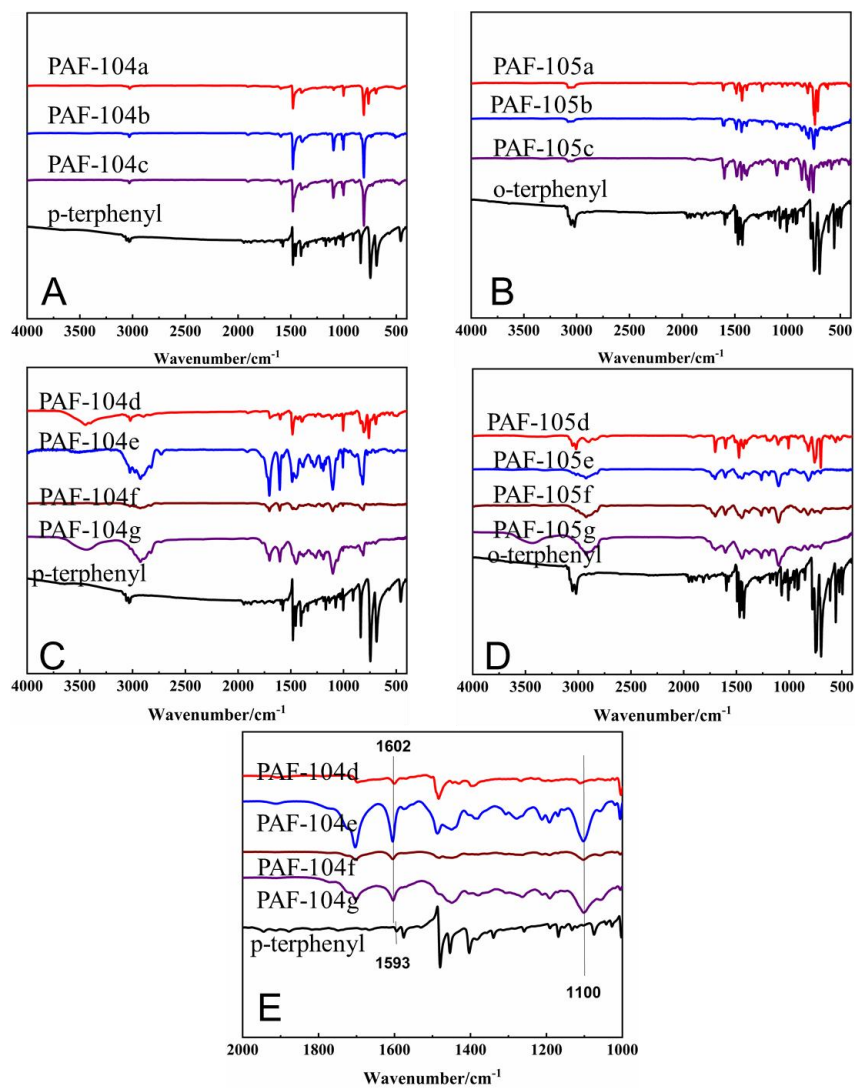 PAF-104a
PAF-104b
PAF-104c
p-terphenyl
A
4000 3500 3000 2500 2000 1500 1000 500
Wavenumber/cm-1
PAF-105a
PAF-105b
PAF-105c
o-terphenyl
B
4000 3500 3000 2500 2000 1500 1000 500
Wavenumber/cm-1
PAF-104d
PAF-104e
PAF-104f
PAF-104g
p-terphenyl
C
4000 3500 3000 2500 2000 1500 1000 500
Wavenumber/cm-1
PAF-105d
PAF-105e
PAF-105f
PAF-105g
o-terphenyl
D
4000 3500 3000 2500 2000 1500 1000 500
Wavenumber/cm-1
1602
PAF-104d
PAF-104e
PAF-104f
PAF-104g
p-terphenyl
1593
1100
E
2000 1800 1600 1400 1200 1000
Wavenumber/cm-1